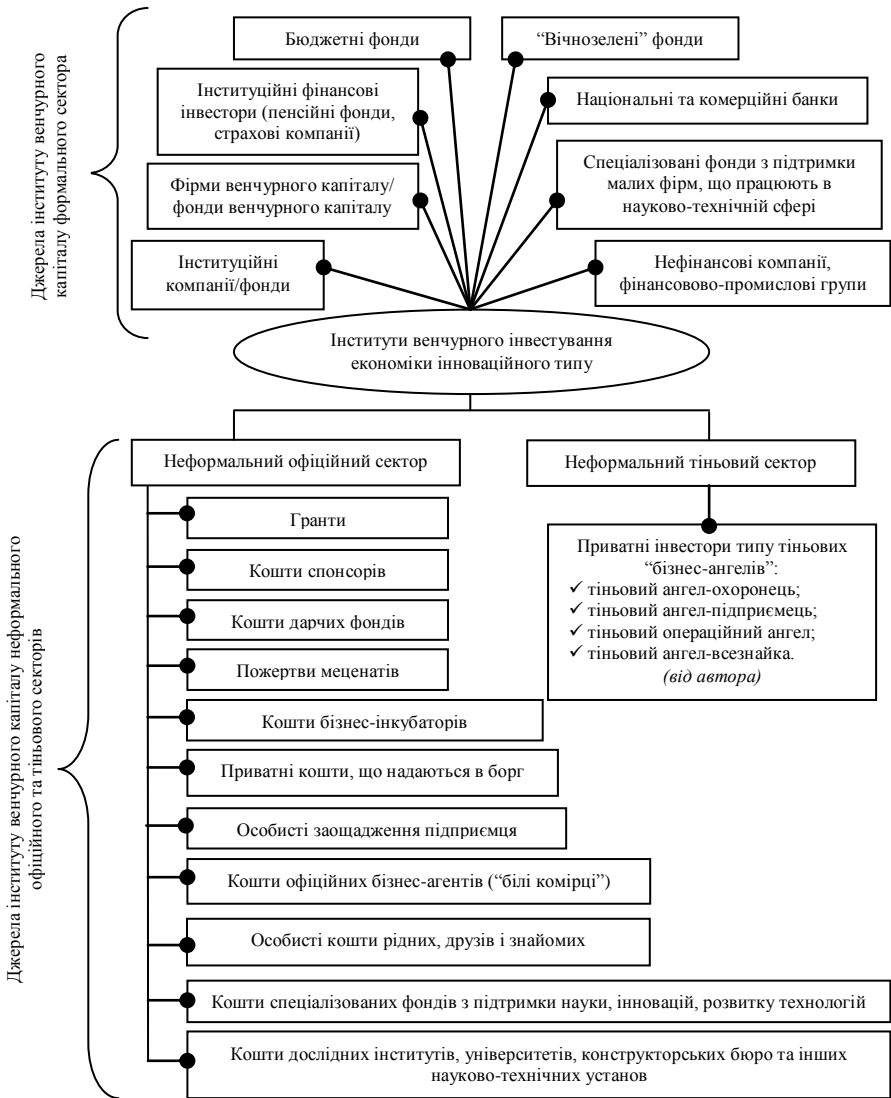 Джерела інституту венчурного
капіталу формального сектора
Бюджетні фонди
“Вічнозелені” фонди
Інституційні фінансові
інвестори (пенсійні фонди,
страхові компанії)
Національні та комерційні банки
Фірми венчурного капіталу/
фонди венчурного капіталу
Спеціалізовані фонди з підтримки
малих фірм, що працюють в
науково-технічній сфері
Інституційні
компанії/фонди
Нефінансові компанії,
фінансовово-промислові групи
Інститути венчурного інвестування
економіки інноваційного типу
Джерела інституту венчурного капіталу неформального
офіційного та тіньового секторів
Неформальний офіційний сектор
Гранти
Кошти спонсорів
Кошти дарчих фондів
Пожертви меценатів
Кошти бізнес-інкубаторів
Приватні кошти, що надаються в борг
Особисті заощадження підприємця
Кошти офіційних бізнес-агентів (“білі комірці”)
Особисті кошти рідних, друзів і знайомих
Кошти спеціалізованих фондів з підтримки науки, інновацій, розвитку технологій
Кошти дослідних інститутів, університетів, конструкторських бюро та інших
науково-технічних установ
Неформальний тіньовий сектор
Приватні інвестори типу тіньових
“бізнес-ангелів”:
✓ тіньовий ангел-охоронець;
✓ тіньовий ангел-підприємець;
✓ тіньовий операційний ангел;
✓ тіньовий ангел-всезнайка.
(від автора)